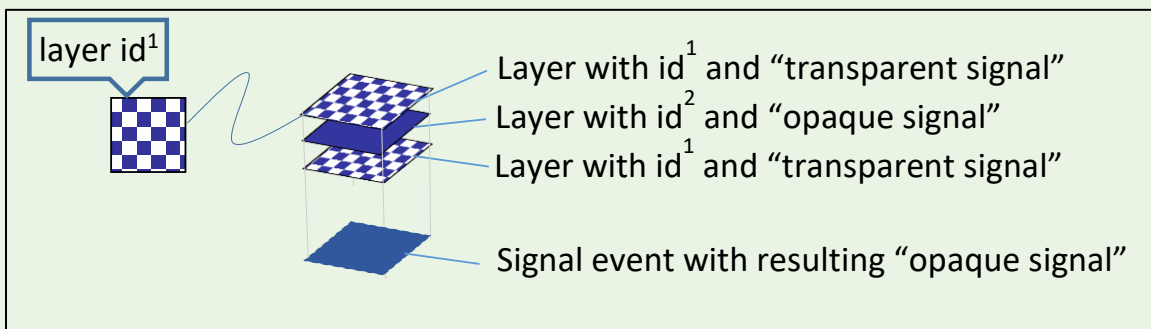 layer id¹
Layer with id¹ and “transparent signal”
Layer with id² and “opaque signal”
Layer with id¹ and “transparent signal”
Signal event with resulting “opaque signal”